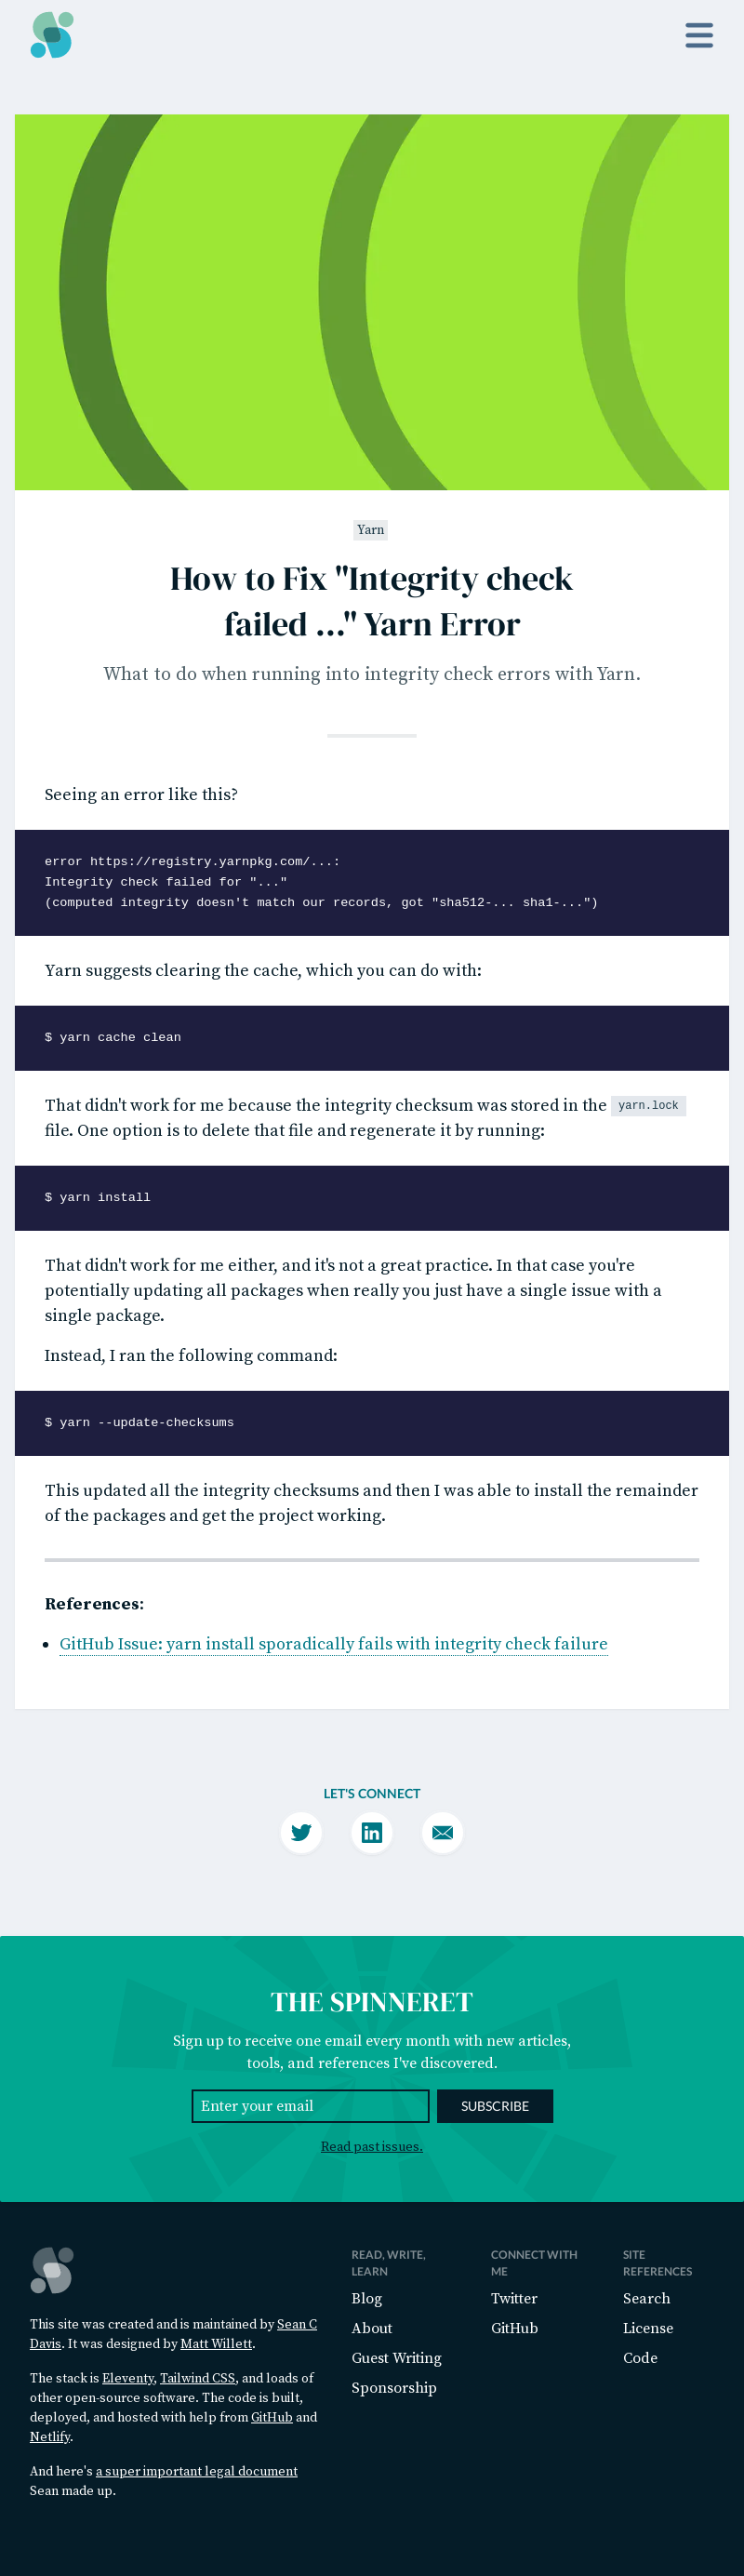 Yarn
How to Fix "Integrity check
failed ..." Yarn Error
What to do when running into integrity check errors with Yarn.
Seeing an error like this?
error https://registry.yarnpkg.com/...:
Integrity check failed for "..."
(computed integrity doesn't match our records, got "sha512-... sha1-...")
Yarn suggests clearing the cache, which you can do with:
$ yarn cache clean
That didn't work for me because the integrity checksum was stored in the yarn.lock
file. One option is to delete that file and regenerate it by running:
$ yarn install
That didn't work for me either, and it's not a great practice. In that case you're
potentially updating all packages when really you just have a single issue with a
single package.
Instead, I ran the following command:
$ yarn --update-checksums
This updated all the integrity checksums and then I was able to install the remainder
of the packages and get the project working.
References:
GitHub Issue: yarn install sporadically fails with integrity check failure
LET'S CONNECT
THE SPINNERET
Sign up to receive one email every month with new articles,
tools, and references I've discovered.
Enter your email
SUBSCRIBE
Read past issues.
This site was created and is maintained by Sean C
Davis. It was designed by Matt Willett.
The stack is Eleventy, Tailwind CSS, and loads of
other open-source software. The code is built,
deployed, and hosted with help from GitHub and
Netlify.
And here's a super important legal document
Sean made up.
READ, WRITE,
LEARN
Blog
About
Guest Writing
Sponsorship
CONNECT WITH
ME
Twitter
GitHub
SITE
REFERENCES
Search
License
Code